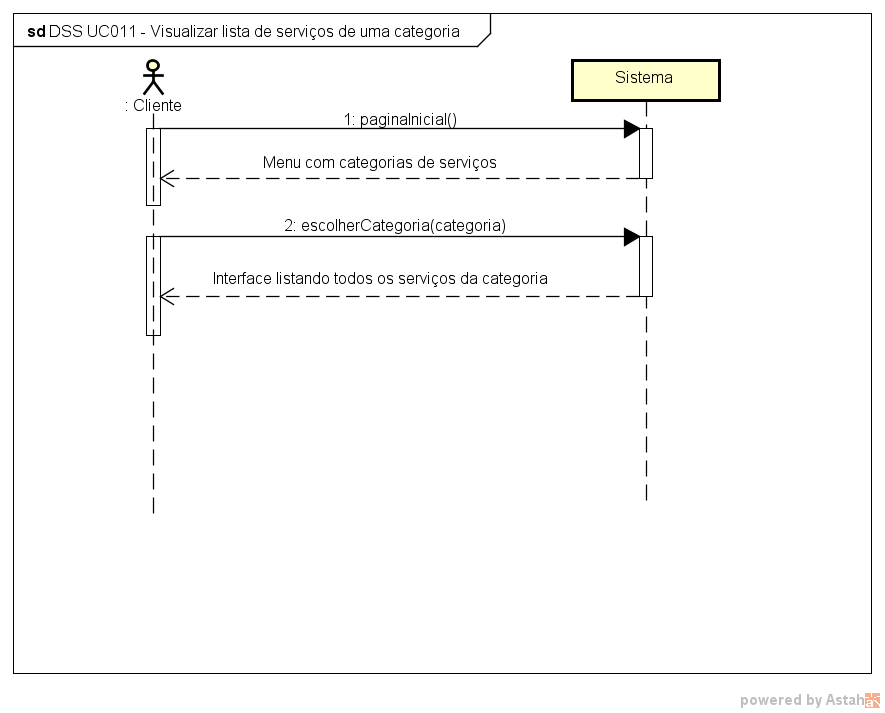 sd DSS UC011 - Visualizar lista de serviços de uma categoria
: Cliente
Sistema
1: paginaInicial()
Menu com categorias de serviços
2: escolherCategoria(categoria)
Interface listando todos os serviços da categoria
powered by Astah